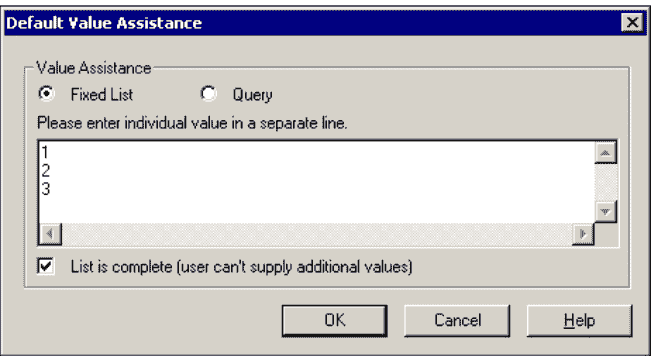 Default Value Assistance
Value Assistance
Fixed List
Query
Please enter individual value in a separate line.
1
2
3
List is complete (user can't supply additional values)
OK
Cancel
Help